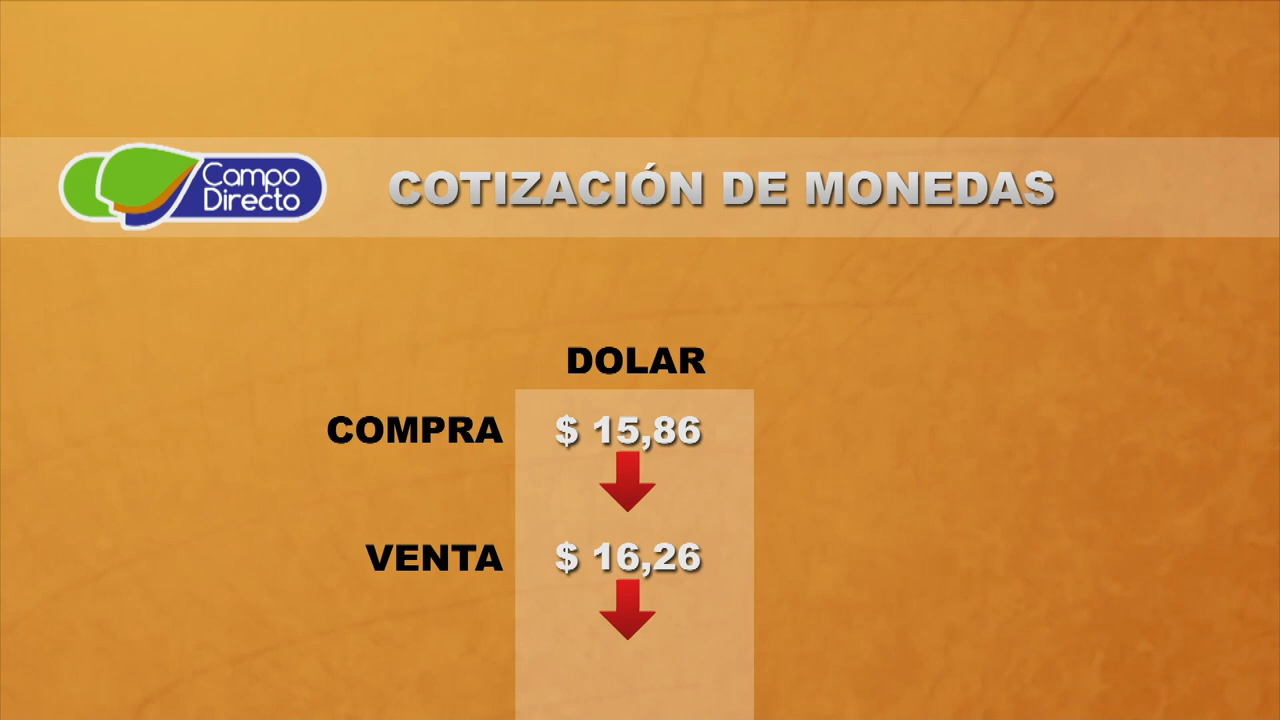 Campo
Directo
COTIZACIÓN DE MONEDAS
DOLAR
COMPRA $ 15,86
VENTA $ 16,26